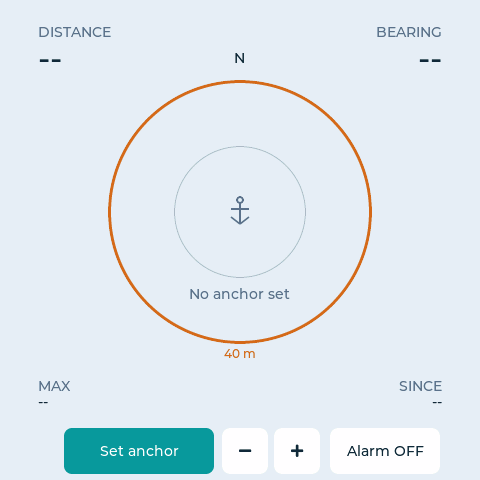 DISTANCE
--
BEARING
--
N
No anchor set
40 m
MAX
--
SINCE
--
Set anchor
−
+
Alarm OFF